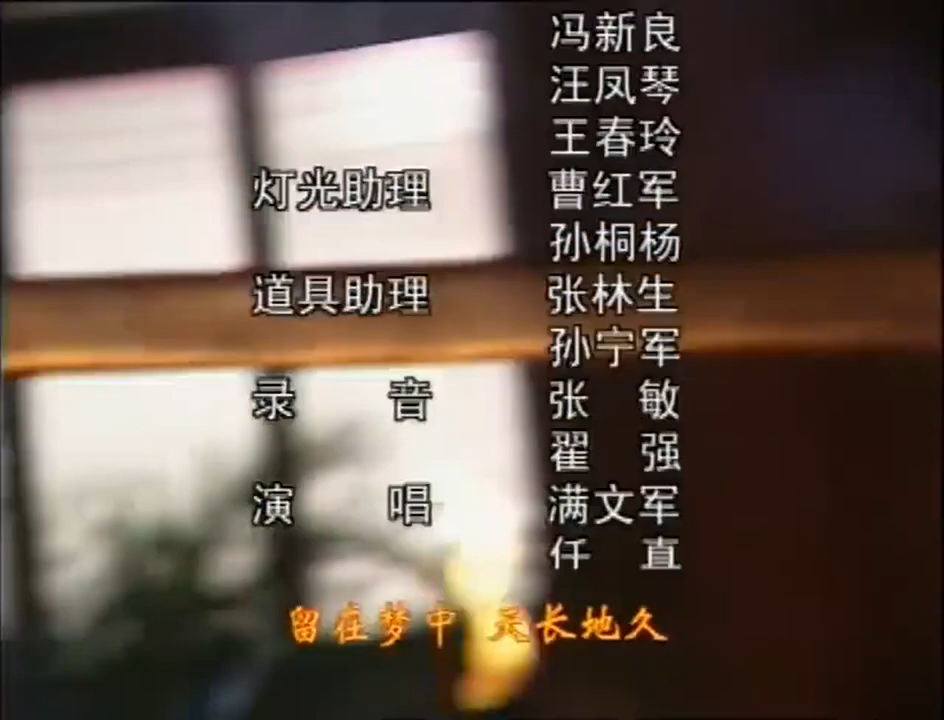 冯新良
汪凤琴
王春玲
灯光助理 曹红军
孙桐杨
道具助理 张林生
孙宁军
录 音 张 敏
翟 强
演 唱 满文军
仟 直
留在梦中 天长地久